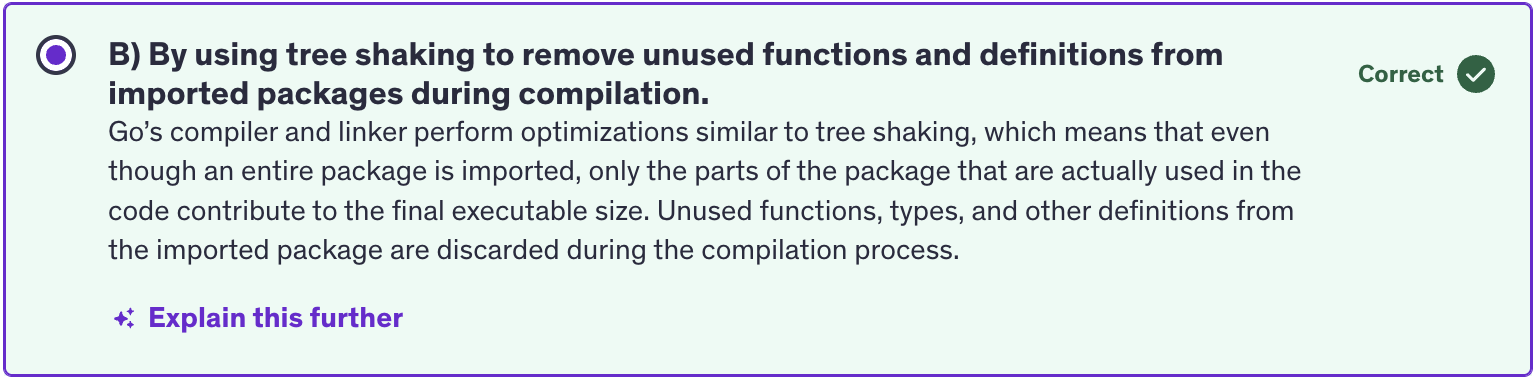 B) By using tree shaking to remove unused functions and definitions from
imported packages during compilation.
Correct
Go’s compiler and linker perform optimizations similar to tree shaking, which means that even
though an entire package is imported, only the parts of the package that are actually used in the
code contribute to the final executable size. Unused functions, types, and other definitions from
the imported package are discarded during the compilation process.
Explain this further